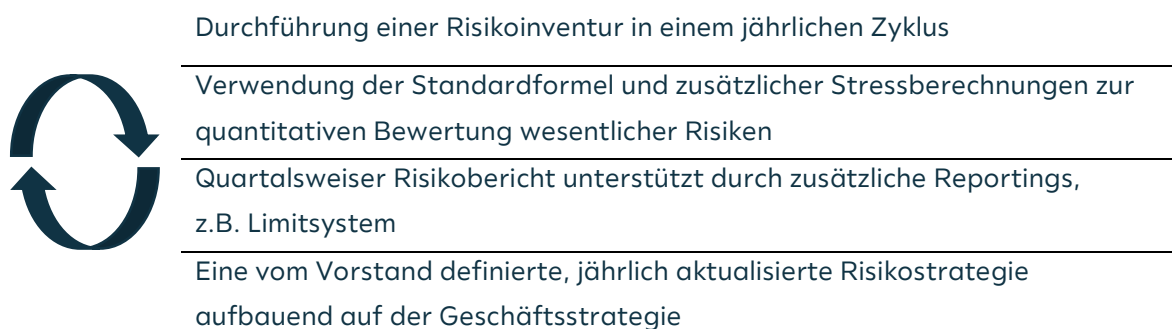 Durchführung einer Risikoinventur in einem jährlichen Zyklus
Verwendung der Standardformel und zusätzlicher Stressberechnungen zur
quantitativen Bewertung wesentlicher Risiken
Quartalsweiser Risikobericht unterstützt durch zusätzliche Reportings,
z.B. Limitsystem
Eine vom Vorstand definierte, jährlich aktualisierte Risikostrategie
aufbauend auf der Geschäftsstrategie